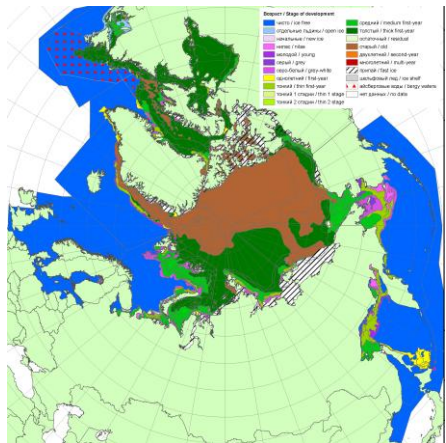 Возраст / Stage of development
чисто / ice free
отдельные льдины / open ice
начальные / new ice
нилас / nilas
молодой / young
серый / grey
серо-белый / grey-white
однолетний / first-year
тонкий / thin first-year
тонкий 1 стадии / thin 1 stage
тонкий 2 стадии / thin 2 stage
средний / medium first-year
толстый / thick first-year
остаточный / residual
старый / old
двухлетний / second-year
многолетний / multi-year
припай / fast ice
шельфовый лед / ice shelf
айсберговые воды / bergy waters
нет данных / no data